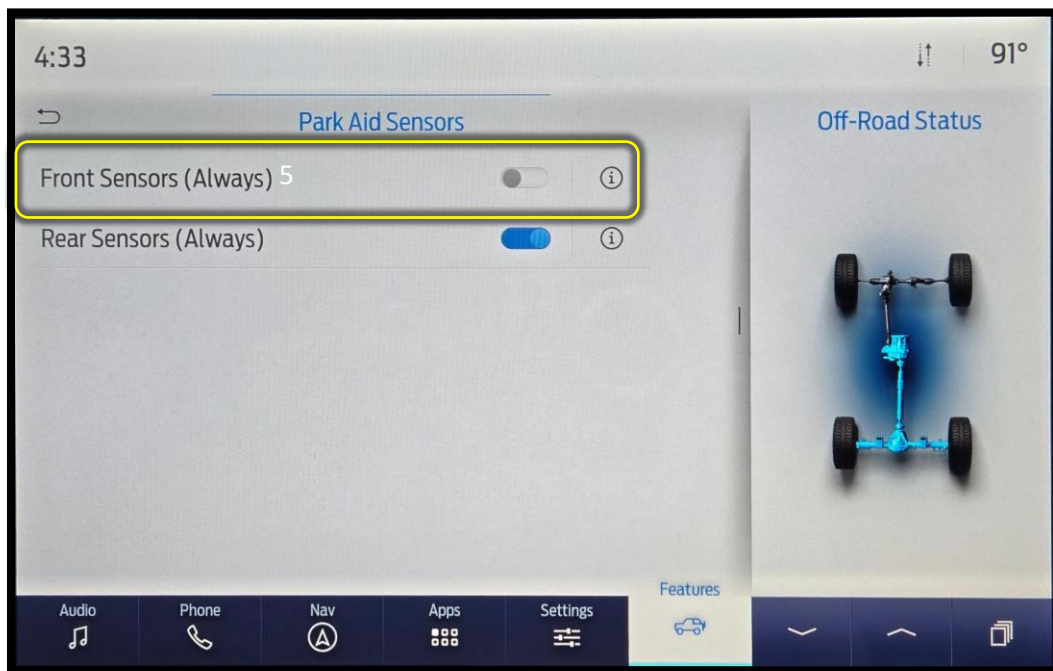 4:33
91°
Park Aid Sensors
Off-Road Status
Front Sensors (Always) 5
Rear Sensors (Always)
Features
Audio
Phone
Nav
Apps
Settings